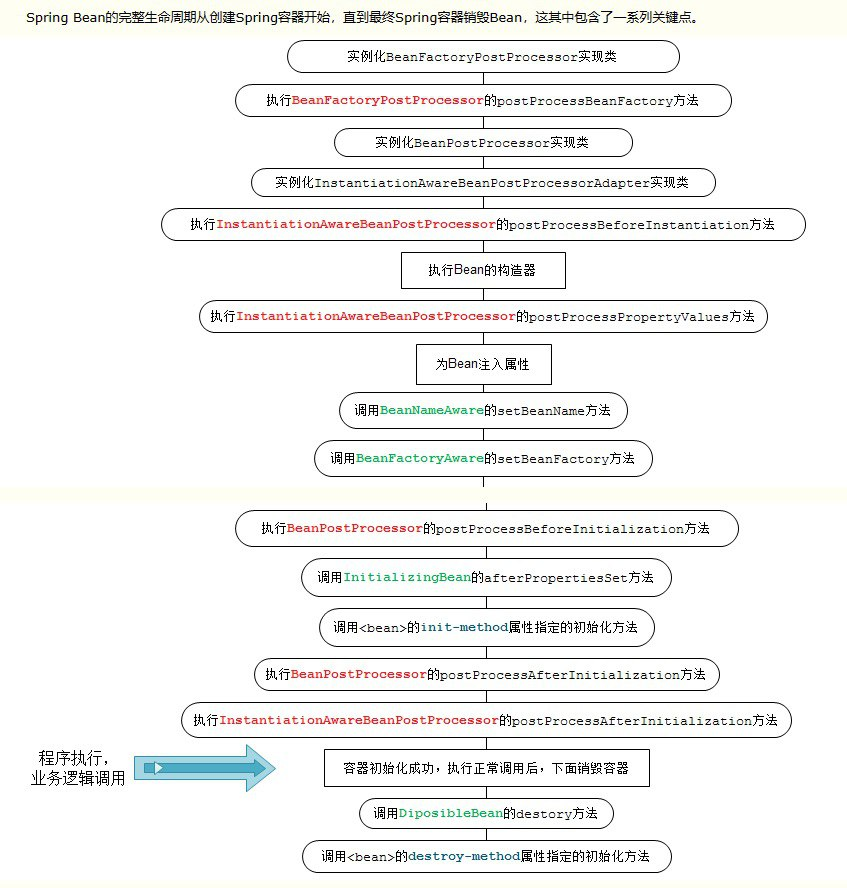 Spring Bean的完整生命周期从创建Spring容器开始，直到最终Spring容器销毁Bean，这其中包含了一系列关键点。
实例化BeanFactoryPostProcessor实现类
执行BeanFactoryPostProcessor的postProcessBeanFactory方法
实例化BeanPostProcessor实现类
实例化InstantiationAwareBeanPostProcessorAdapter实现类
执行InstantiationAwareBeanPostProcessor的postProcessBeforeInstantiation方法
执行Bean的构造器
执行InstantiationAwareBeanPostProcessor的postProcessPropertyValues方法
为Bean注入属性
调用BeanNameAware的setBeanName方法
调用BeanFactoryAware的setBeanFactory方法
执行BeanPostProcessor的postProcessBeforeInitialization方法
调用InitializingBean的afterPropertiesSet方法
调用<bean>的init-method属性指定的初始化方法
执行BeanPostProcessor的postProcessAfterInitialization方法
执行InstantiationAwareBeanPostProcessor的postProcessAfterInitialization方法
程序执行，
业务逻辑调用
容器初始化成功，执行正常调用后，下面销毁容器
调用DiposibleBean的destory方法
调用<bean>的destroy-method属性指定的初始化方法